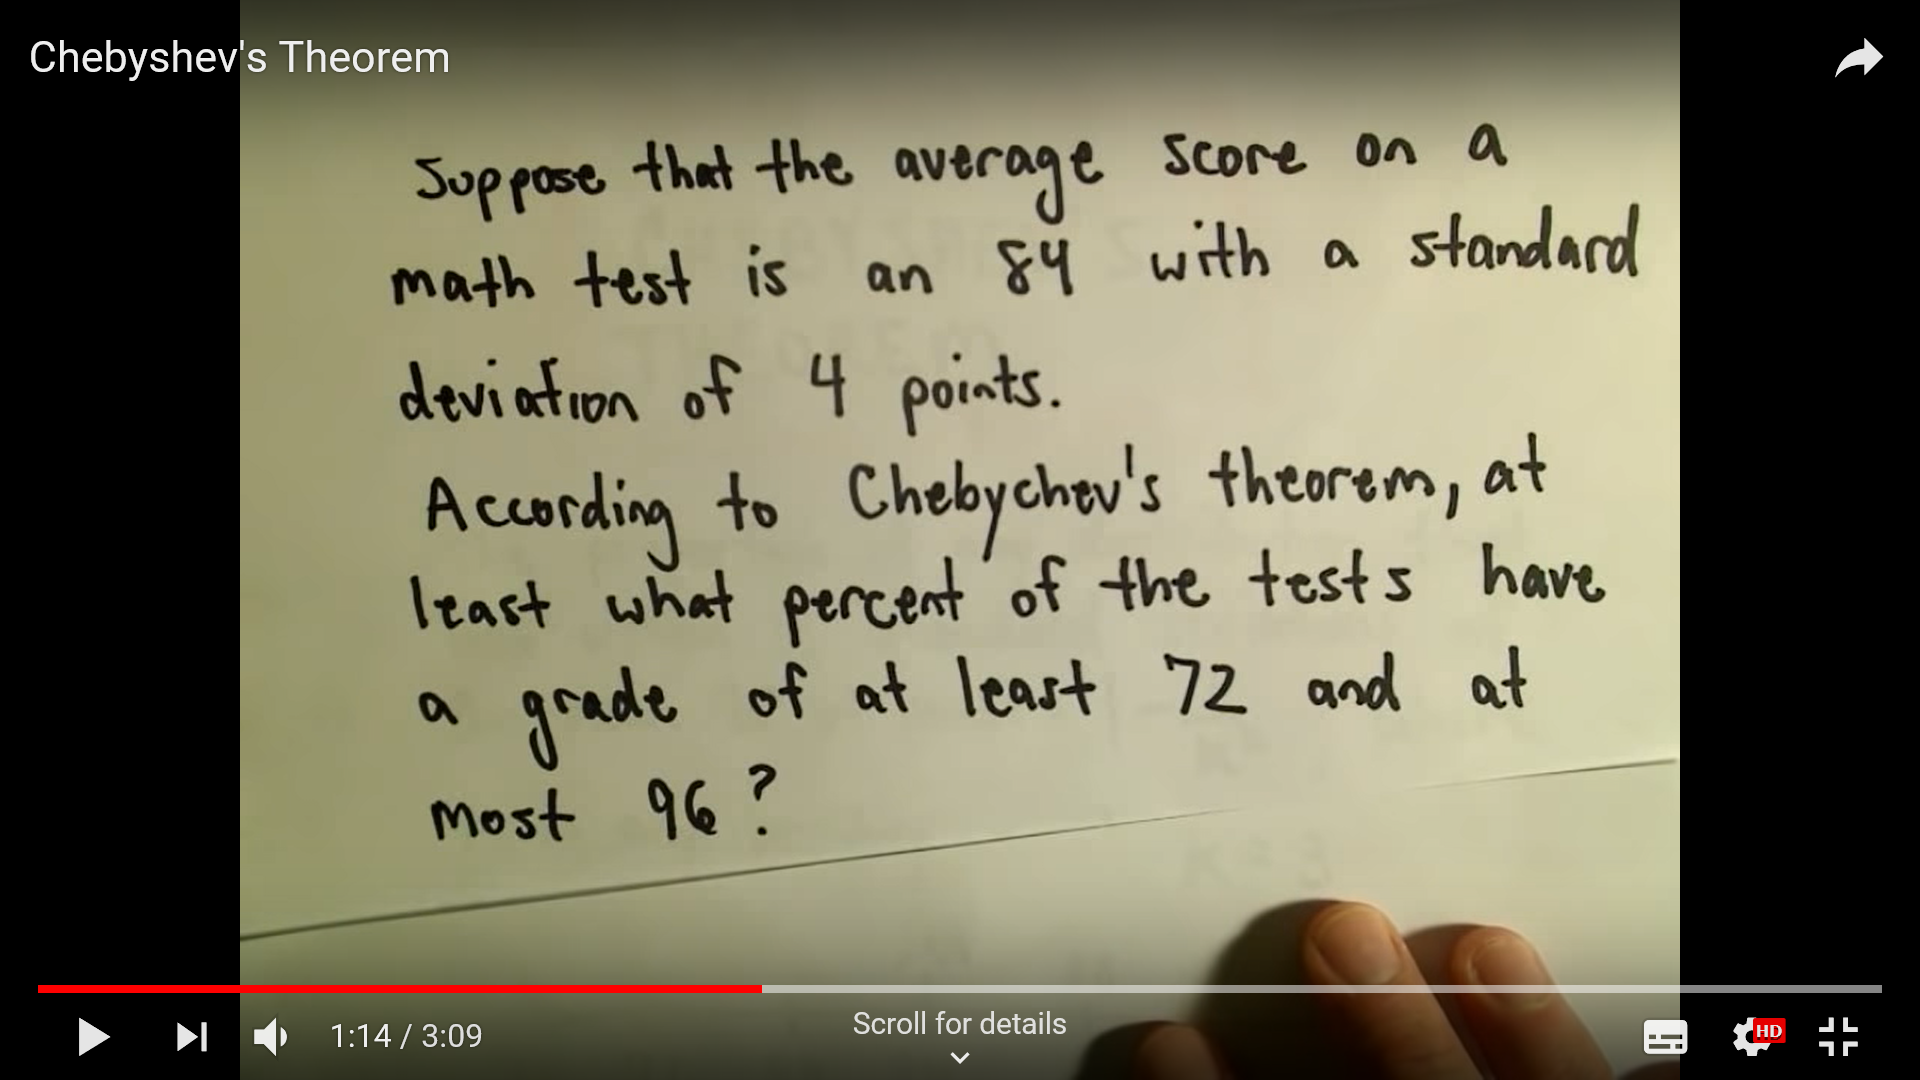 Chebyshev's Theorem
Suppose that the average score on a
math test is an 84 with a standard
deviation of 4 points.
According to Chebychev's theorem, at
least what percent of the tests have
a grade of at least 72 and at
most 96?
K = 3
1:14 / 3:09
Scroll for details
HD